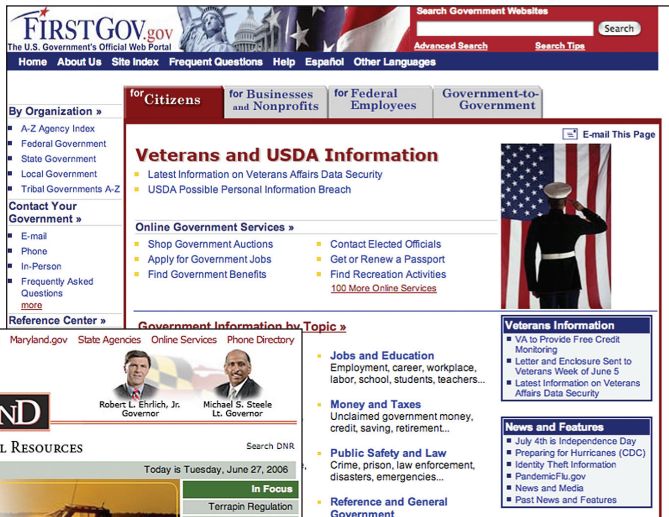 FIRSTGOV.gov
The U.S. Government's Official Web Portal
Search Government Websites
Search
Advanced Search
Search Tips
Home About Us Site Index Frequent Questions Help Español Other Languages
for Citizens
for Businesses and Nonprofits
for Federal Employees
Government-to-Government
By Organization »
A-Z Agency Index
Federal Government
State Government
Local Government
Tribal Governments A-Z
Contact Your
Government »
E-mail
Phone
In-Person
Frequently Asked
Questions
more
Reference Center »
E-mail This Page
Veterans and USDA Information
Latest Information on Veterans Affairs Data Security
USDA Possible Personal Information Breach
Online Government Services »
Shop Government Auctions
Apply for Government Jobs
Find Government Benefits
Contact Elected Officials
Get or Renew a Passport
Find Recreation Activities
100 More Online Services
Government Information by Topic »
Jobs and Education
Employment, career, workplace,
labor, school, students, teachers...
Money and Taxes
Unclaimed government money,
credit, saving, retirement...
Public Safety and Law
Crime, prison, law enforcement,
disasters, emergencies...
Reference and General
Government
Veterans Information
VA to Provide Free Credit
Monitoring
Letter and Enclosure Sent to
Veterans Week of June 5
Latest Information on Veterans
Affairs Data Security
News and Features
July 4th is Independence Day
Preparing for Hurricanes (CDC)
Identity Theft Information
PandemicFlu.gov
News and Media
Past News and Features
Maryland.gov State Agencies Online Services Phone Directory
Robert L. Ehrlich, Jr.
Governor
Michael S. Steele
Lt. Governor
ND
L RESOURCES
Search DNR
Today is Tuesday, June 27, 2006
In Focus
Terrapin Regulation